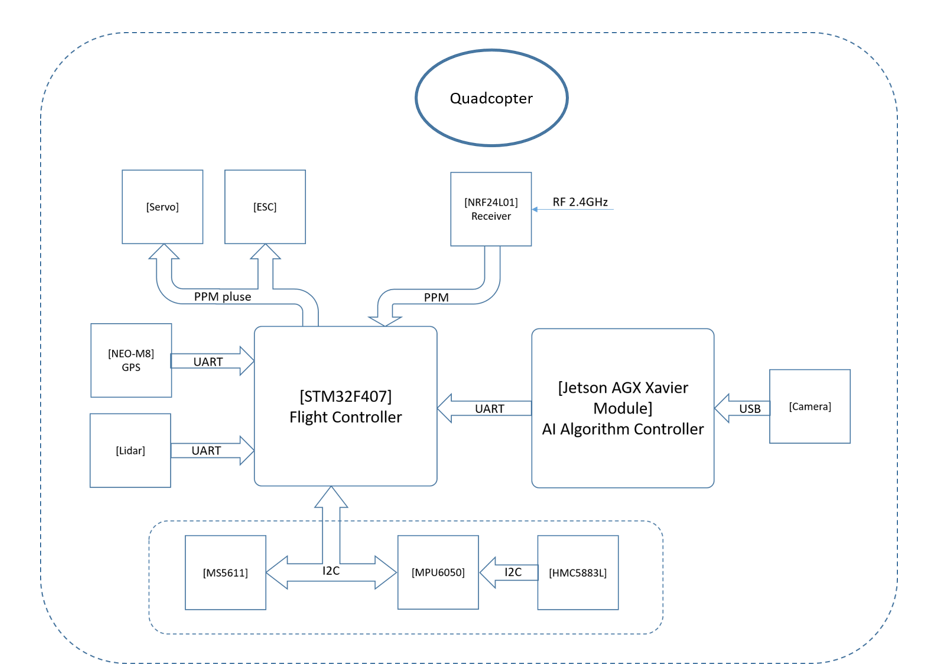 Quadcopter
[Servo]
[ESC]
[NRF24L01]
Receiver
RF 2.4GHz
PPM pluse
PPM
[NEO-M8]
GPS
UART
[STM32F407]
Flight Controller
UART
[Jetson AGX Xavier
Module]
AI Algorithm Controller
USB
[Camera]
[Lidar]
UART
[MS5611]
I2C
[MPU6050]
I2C
[HMC5883L]